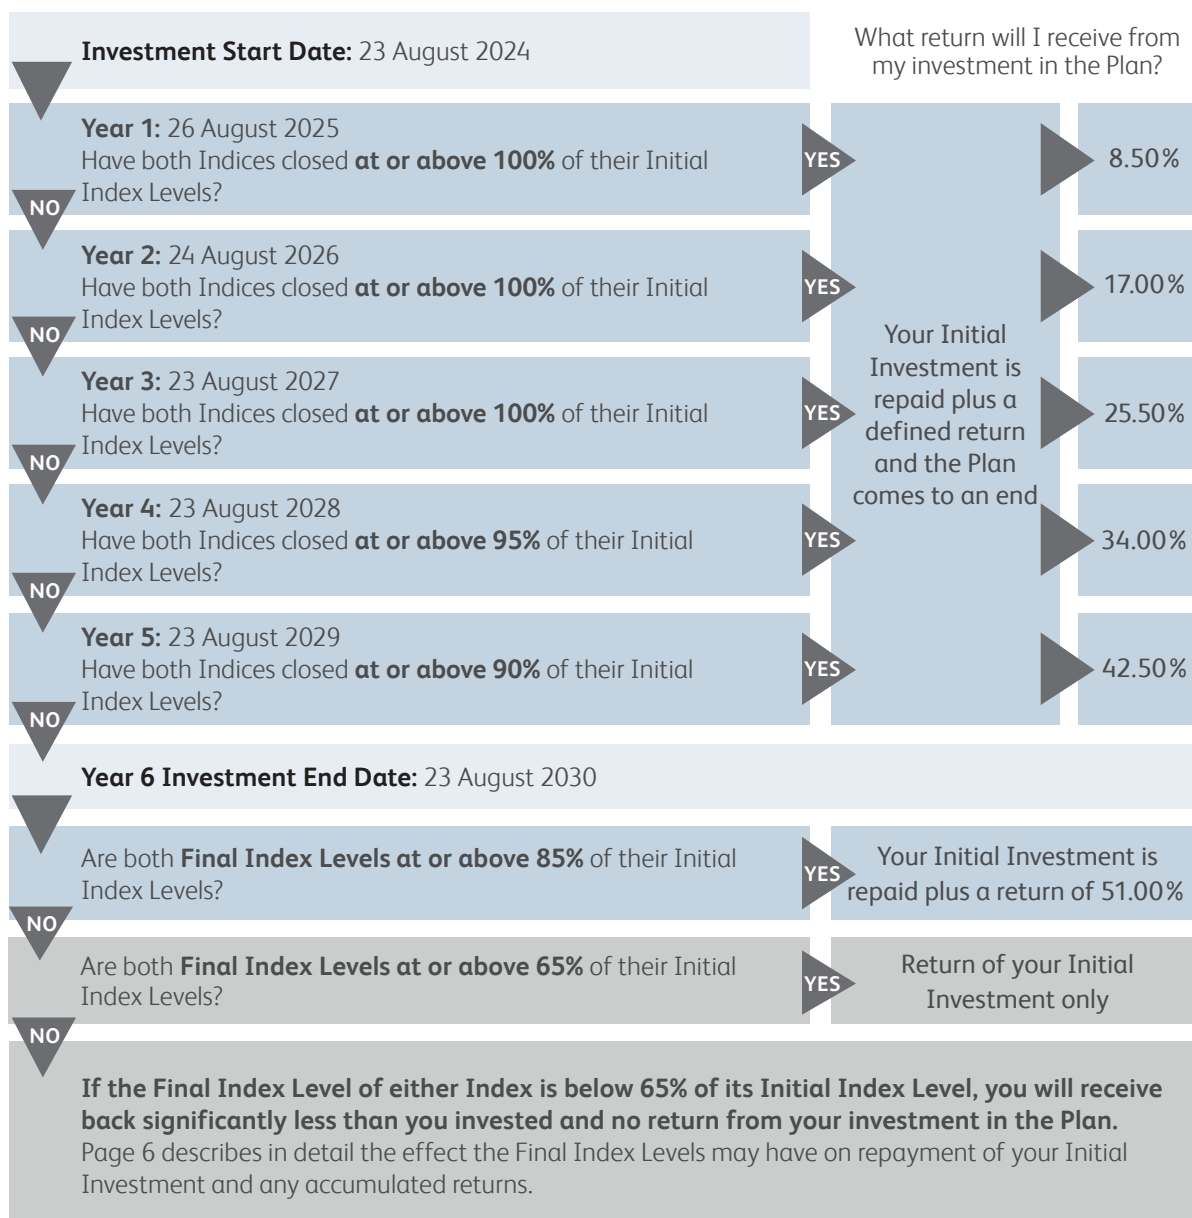 Investment Start Date: 23 August 2024
What return will I receive from
my investment in the Plan?
Year 1: 26 August 2025
Have both Indices closed at or above 100% of their Initial
Index Levels?
YES
8.50%
NO
Year 2: 24 August 2026
Have both Indices closed at or above 100% of their Initial
Index Levels?
YES
17.00%
NO
Year 3: 23 August 2027
Have both Indices closed at or above 100% of their Initial
Index Levels?
YES
Your Initial
Investment is
repaid plus a
defined return
and the Plan
comes to an end
25.50%
NO
Year 4: 23 August 2028
Have both Indices closed at or above 95% of their Initial
Index Levels?
YES
34.00%
NO
Year 5: 23 August 2029
Have both Indices closed at or above 90% of their Initial
Index Levels?
YES
42.50%
NO
Year 6 Investment End Date: 23 August 2030
Are both Final Index Levels at or above 85% of their Initial
Index Levels?
YES
Your Initial Investment is
repaid plus a return of 51.00%
NO
Are both Final Index Levels at or above 65% of their Initial
Index Levels?
YES
Return of your Initial
Investment only
NO
If the Final Index Level of either Index is below 65% of its Initial Index Level, you will receive
back significantly less than you invested and no return from your investment in the Plan.
Page 6 describes in detail the effect the Final Index Levels may have on repayment of your Initial
Investment and any accumulated returns.